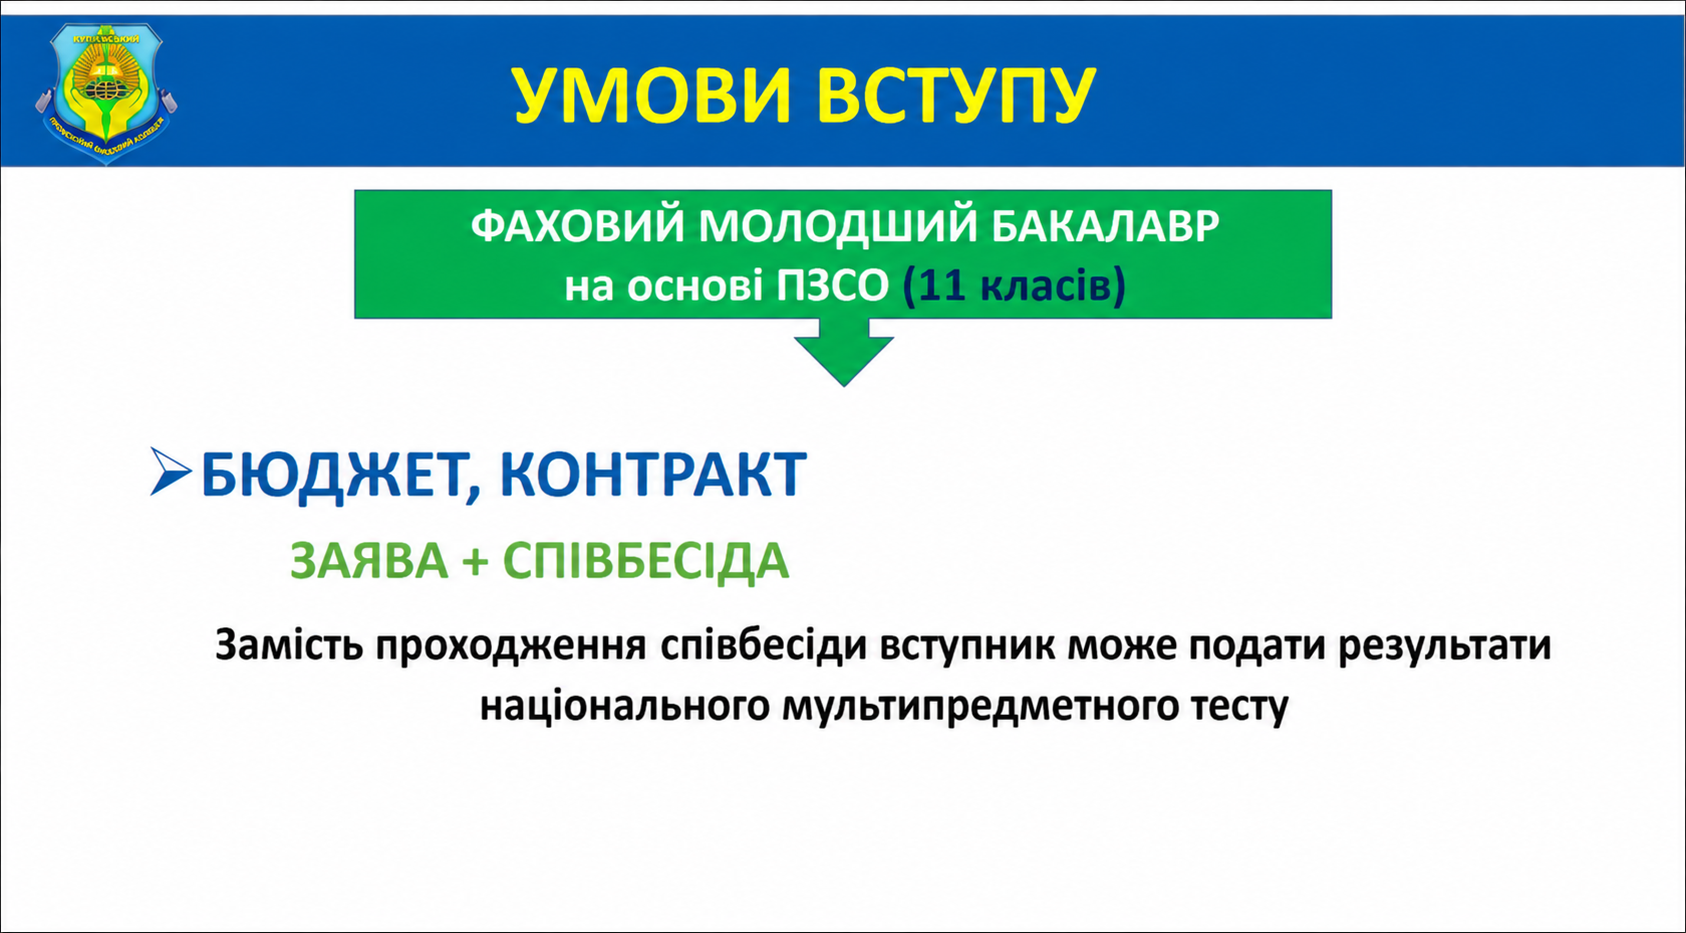 УМОВИ ВСТУПУ
ФАХОВИЙ МОЛОДШИЙ БАКАЛАВР
на основі ПЗСО (11 класів)
БЮДЖЕТ, КОНТРАКТ
ЗАЯВА + СПІВБЕСІДА
Замість проходження співбесіди вступник може подати результати
національного мультипредметного тесту